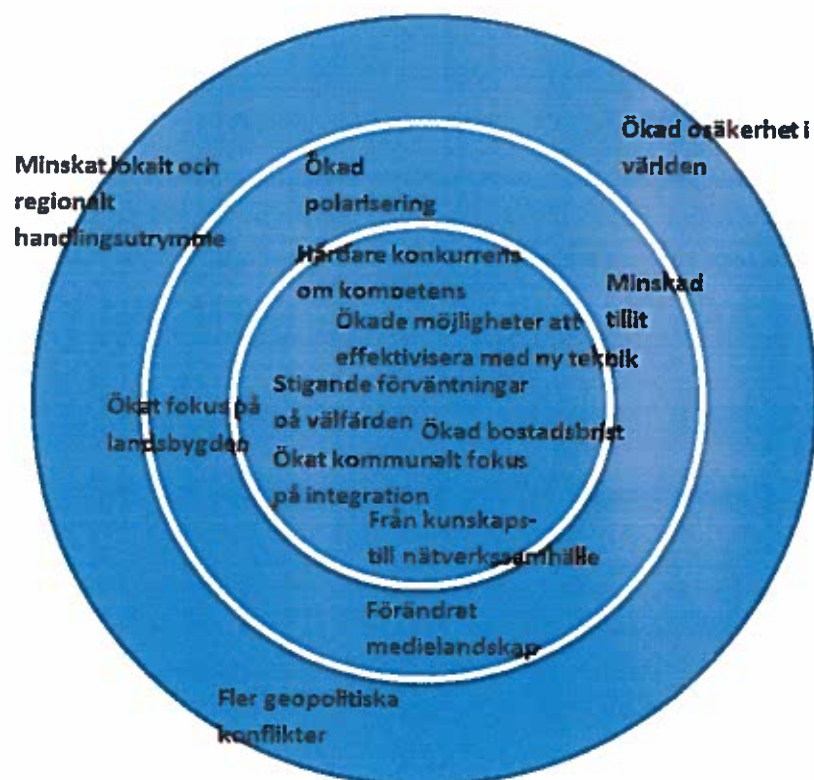 Ökad osäkerhet i
världen
Minskat lokalt och
regionalt
handlingsutrymme
Ökad
polarisering
Hårdare konkurrens
om kompetens
Minskad
tillit
Ökade möjligheter att
effektivisera med ny teknik
Stigande förväntningar
på välfärden
Ökat fokus på
landsbygden
Ökad bostadsbrist
Ökat kommunalt fokus
på integration
Från kunskaps-
till nätverkssamhälle
Förändrat
medielandskap
Fler geopolitiska
konflikter